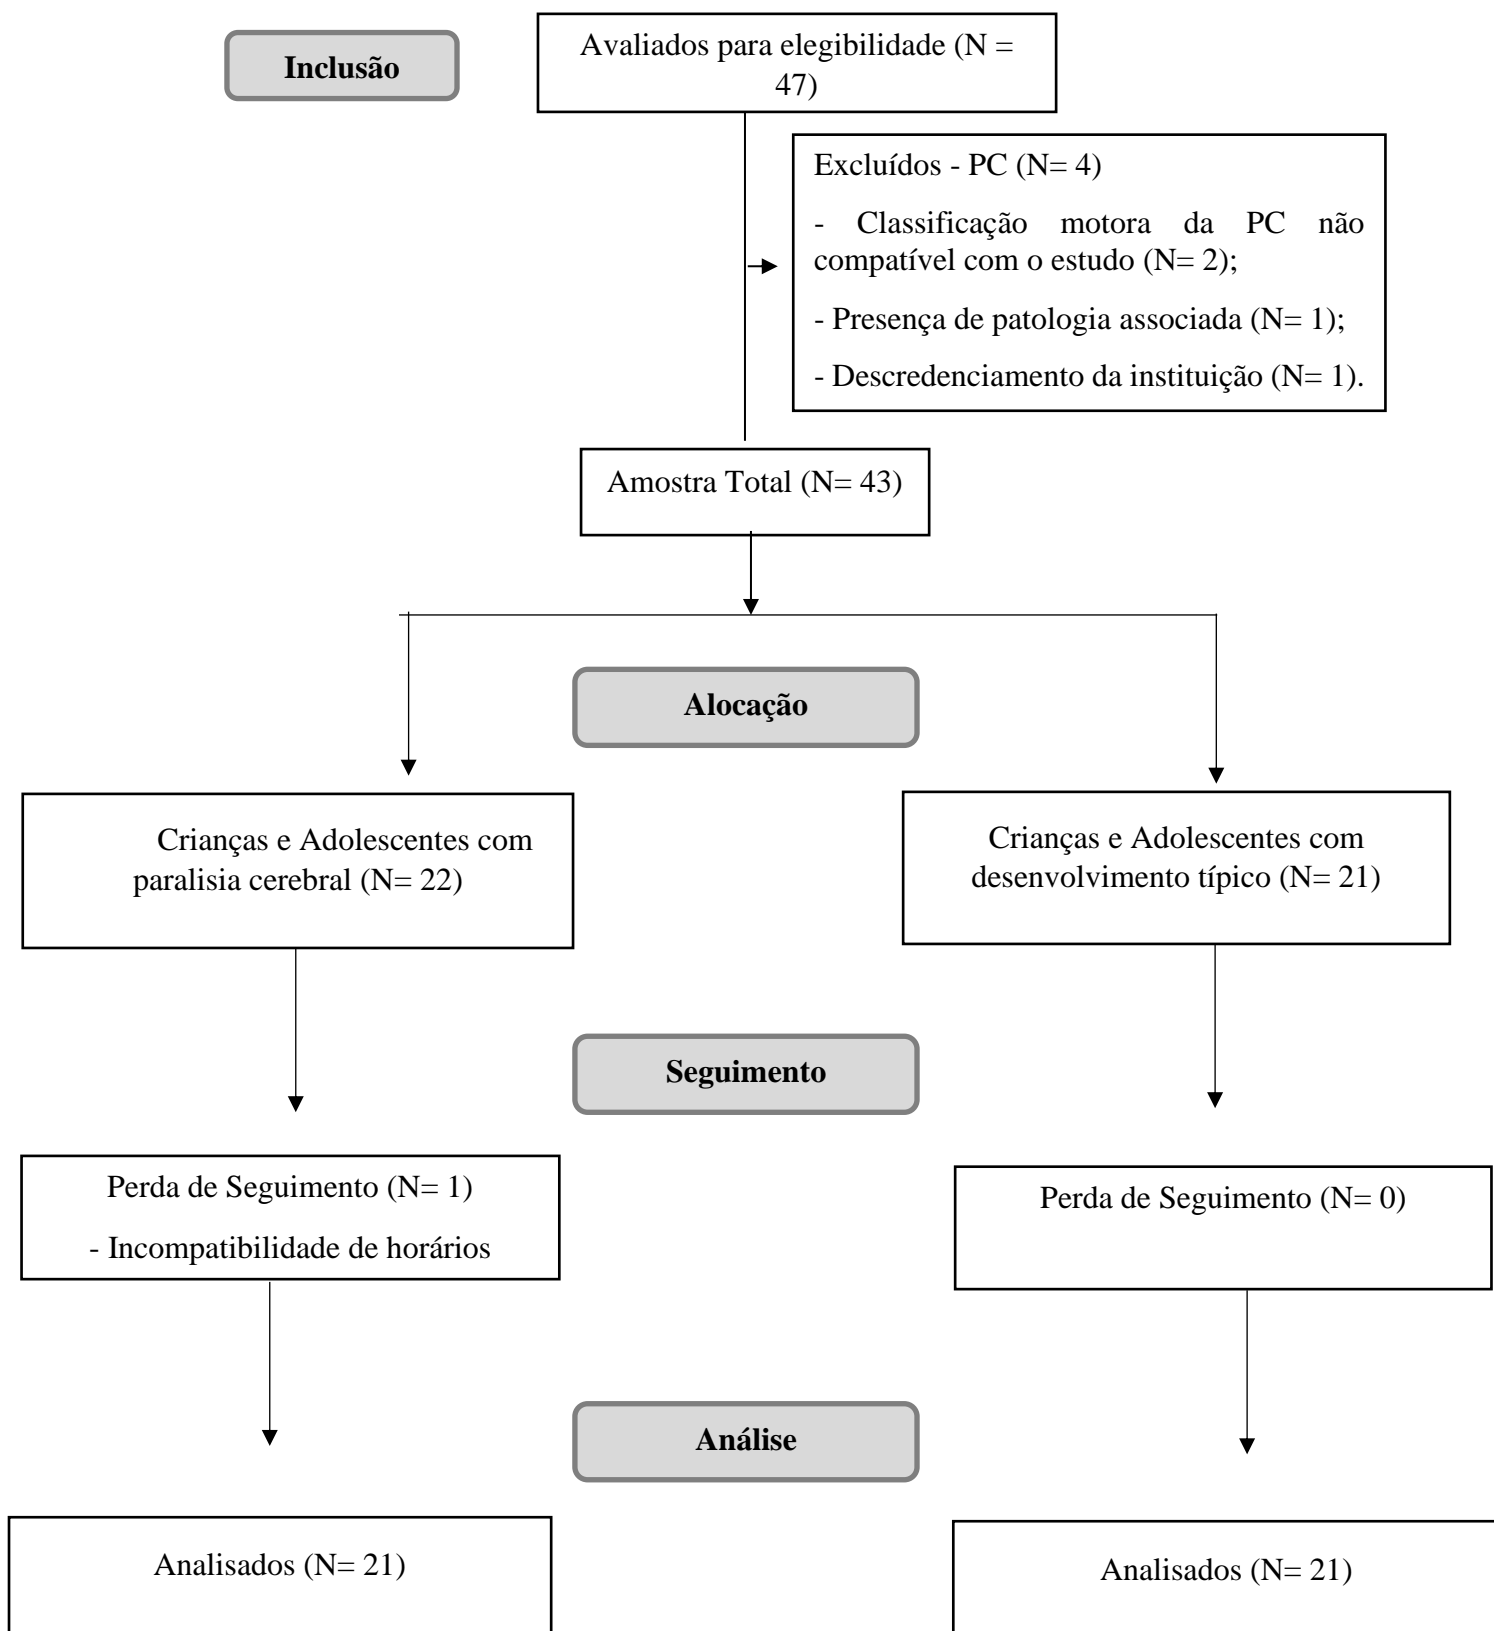 Inclusão
Avaliados para elegibilidade (N =
47)
Excluídos - PC (N= 4)
- Classificação motora da PC não
compatível com o estudo (N= 2);
- Presença de patologia associada (N= 1);
- Descredenciamento da instituição (N= 1).
Amostra Total (N= 43)
Alocação
Crianças e Adolescentes com
paralisia cerebral (N= 22)
Crianças e Adolescentes com
desenvolvimento típico (N= 21)
Seguimento
Perda de Seguimento (N= 1)
- Incompatibilidade de horários
Perda de Seguimento (N= 0)
Análise
Analisados (N= 21)
Analisados (N= 21)